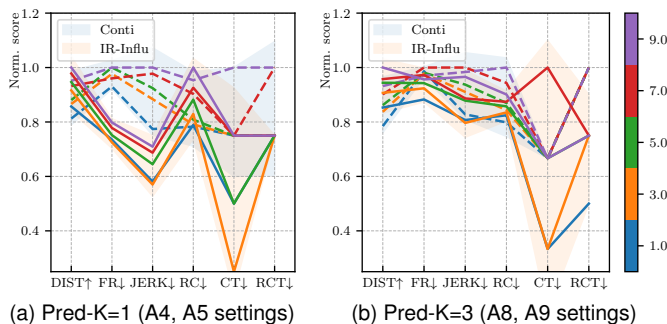 1.2
1.0
0.8
0.6
0.4
Norm. score
Conti
IR-Influ
DIST↑ FR↓ JERK↓ RC↓ CT↓ RCT↓
(a) Pred-K=1 (A4, A5 settings)
1.2
1.0
0.8
0.6
0.4
Norm. score
Conti
IR-Influ
DIST↑ FR↓ JERK↓ RC↓ CT↓ RCT↓
(b) Pred-K=3 (A8, A9 settings)
9.0
7.0
5.0
3.0
1.0